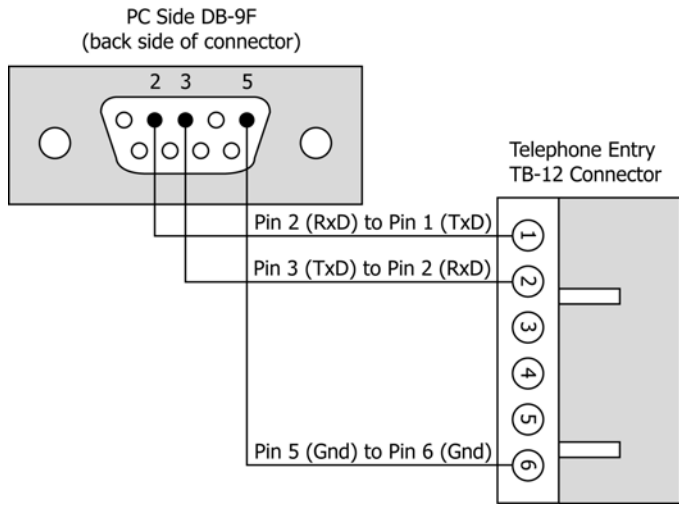 PC Side DB-9F
(back side of connector)
2 3 5
Telephone Entry
TB-12 Connector
Pin 2 (RxD) to Pin 1 (TxD)
1
Pin 3 (TxD) to Pin 2 (RxD)
2
3
4
5
Pin 5 (Gnd) to Pin 6 (Gnd)
6